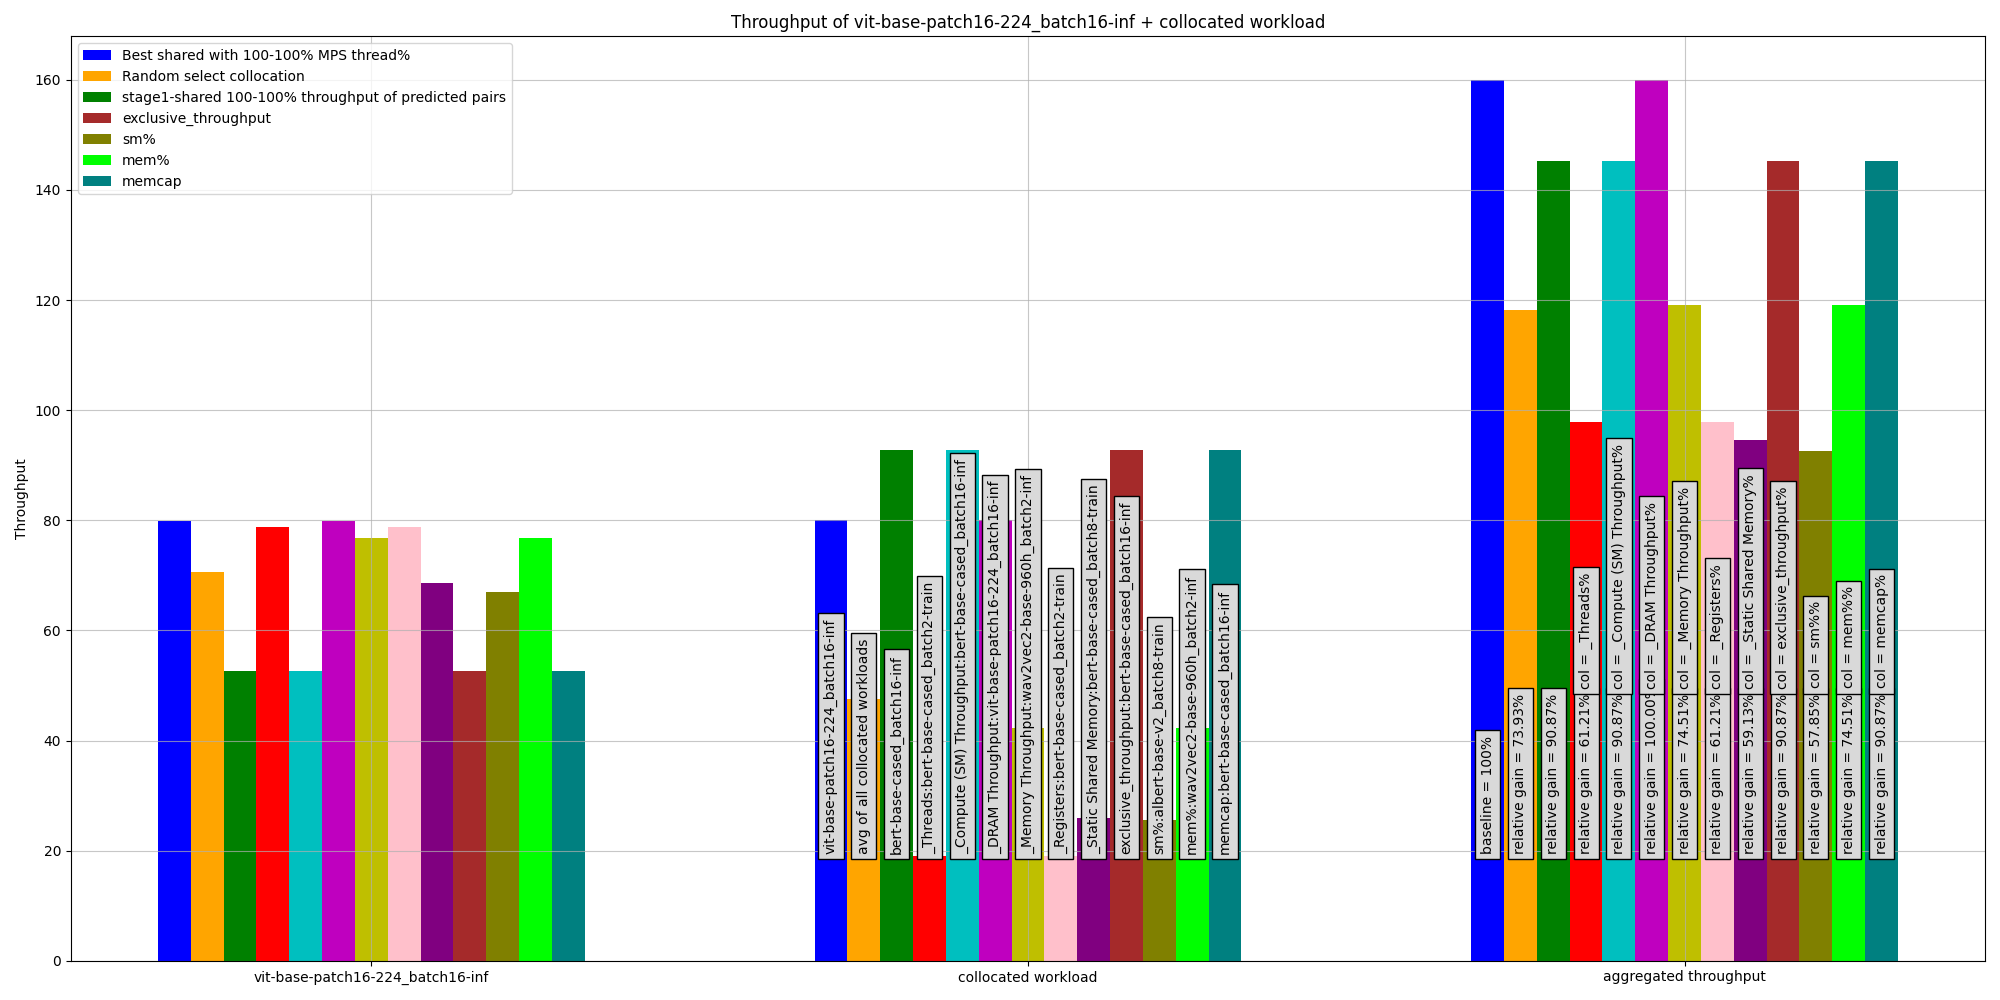 Throughput of vit-base-patch16-224_batch16-inf + collocated workload
Best shared with 100-100% MPS thread%
Random select collocation
stage1-shared 100-100% throughput of predicted pairs
exclusive_throughput
sm%
mem%
memcap
Throughput
160
140
120
100
80
60
40
20
0
vit-base-patch16-224_batch16-inf
avg of all collocated workloads
bert-base-cased_batch16-inf
_Threads:bert-base-cased_batch2-train
_Compute (SM) Throughput:bert-base-cased_batch16-inf
_DRAM Throughput:vit-base-patch16-224_batch16-inf
_Memory Throughput:wav2vec2-base-960h_batch2-inf
_Registers:bert-base-cased_batch2-train
_Static Shared Memory:bert-base-cased_batch8-train
exclusive_throughput:bert-base-cased_batch16-inf
sm%:albert-base-v2_batch8-train
mem%:wav2vec2-base-960h_batch2-inf
memcap:bert-base-cased_batch16-inf
baseline = 100%
relative gain = 73.93%
relative gain = 90.87%
relative gain = 61.21%
col = _Threads%
relative gain = 90.87%
col = _Compute (SM) Throughput%
relative gain = 100.00%
col = _DRAM Throughput%
relative gain = 74.51%
col = _Memory Throughput%
relative gain = 61.21%
col = _Registers%
relative gain = 59.13%
col = _Static Shared Memory%
relative gain = 90.87%
col = exclusive_throughput%
relative gain = 57.85%
col = sm%%
relative gain = 74.51%
col = mem%%
relative gain = 90.87%
col = memcap%
vit-base-patch16-224_batch16-inf
collocated workload
aggregated throughput